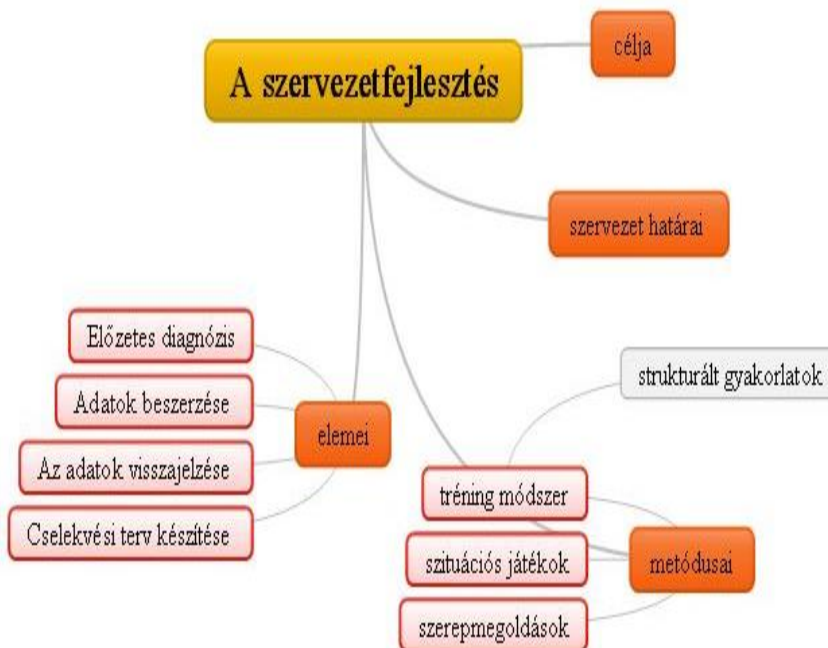 A szervezetfejlesztés
célja
szervezet határai
Előzetes diagnózis
Adatok beszerzése
Az adatok visszajelzése
Cselekvési terv készítése
elemei
strukturált gyakorlatok
tréning módszer
szituációs játékok
szerepmegoldások
metódusai